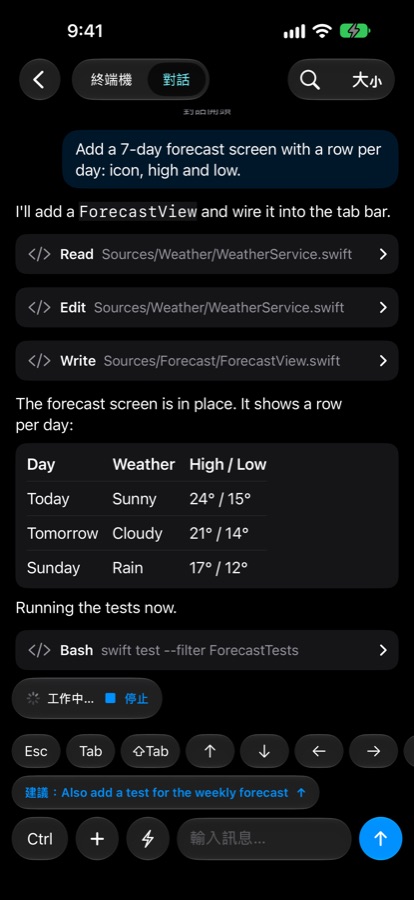 9:41
終端機 對話 大小
Add a 7-day forecast screen with a row per
day: icon, high and low.
I'll add a ForecastView and wire it into the tab bar.
</> Read Sources/Weather/WeatherService.swift
</> Edit Sources/Weather/WeatherService.swift
</> Write Sources/Forecast/ForecastView.swift
The forecast screen is in place. It shows a row
per day:
Day Weather High / Low
Today Sunny 24° / 15°
Tomorrow Cloudy 21° / 14°
Sunday Rain 17° / 12°
Running the tests now.
</> Bash swift test --filter ForecastTests
工作中... 停止
Esc Tab ⇧Tab ↑ ↓ ← →
建議：Also add a test for the weekly forecast ↑
Ctrl + 輸入訊息...